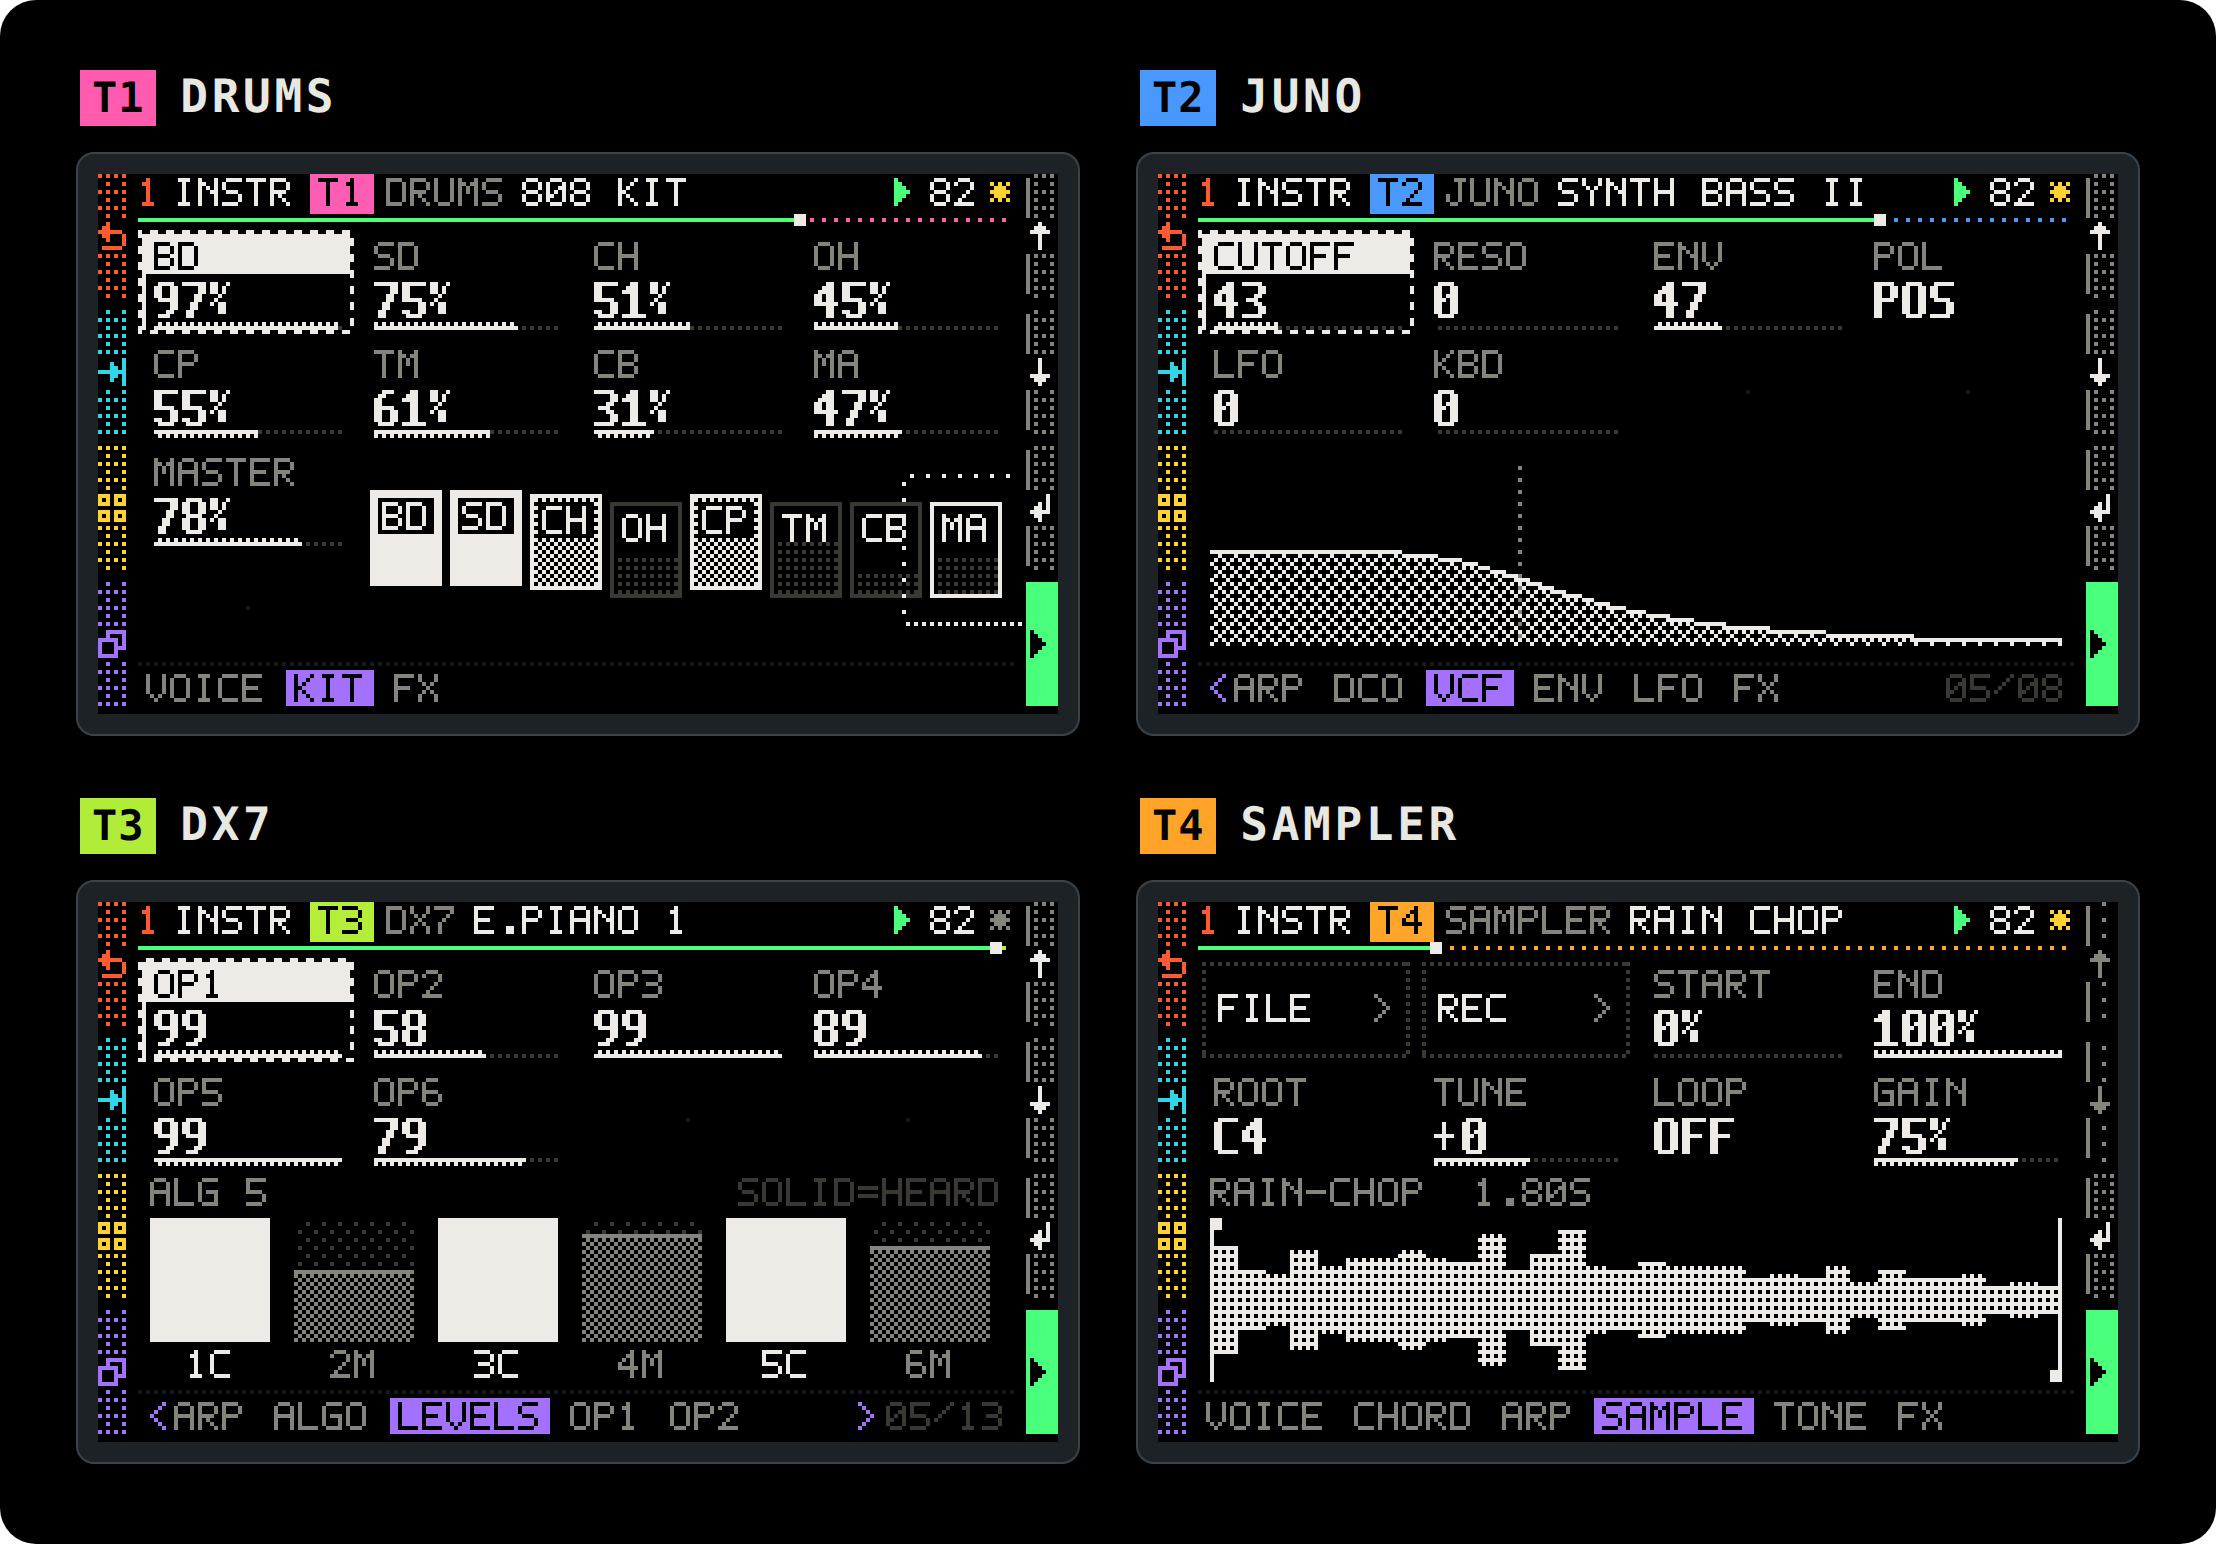 T1 DRUMS
1 INSTR T1 DRUMS 808 KIT 82
BD SD CH OH
97% 75% 51% 45%
CP TM CB MA
55% 61% 31% 47%
MASTER
78%
BD SD CH OH CP TM CB MA
VOICE KIT FX
T2 JUNO
1 INSTR T2 JUNO SYNTH BASS II 82
CUTOFF RESO ENV POL
43 0 47 POS
LFO KBD
0 0
<ARP DCO VCF ENV LFO FX 05/08
T3 DX7
1 INSTR T3 DX7 E.PIANO 1 82
OP1 OP2 OP3 OP4
99 58 99 89
OP5 OP6
99 79
ALG 5 SOLID=HEARD
1C 2M 3C 4M 5C 6M
<ARP ALGO LEVELS OP1 OP2 > 05/13
T4 SAMPLER
1 INSTR T4 SAMPLER RAIN CHOP 82
FILE > REC > START END
0% 100%
ROOT TUNE LOOP GAIN
C4 +0 OFF 75%
RAIN-CHOP 1.80S
VOICE CHORD ARP SAMPLE TONE FX